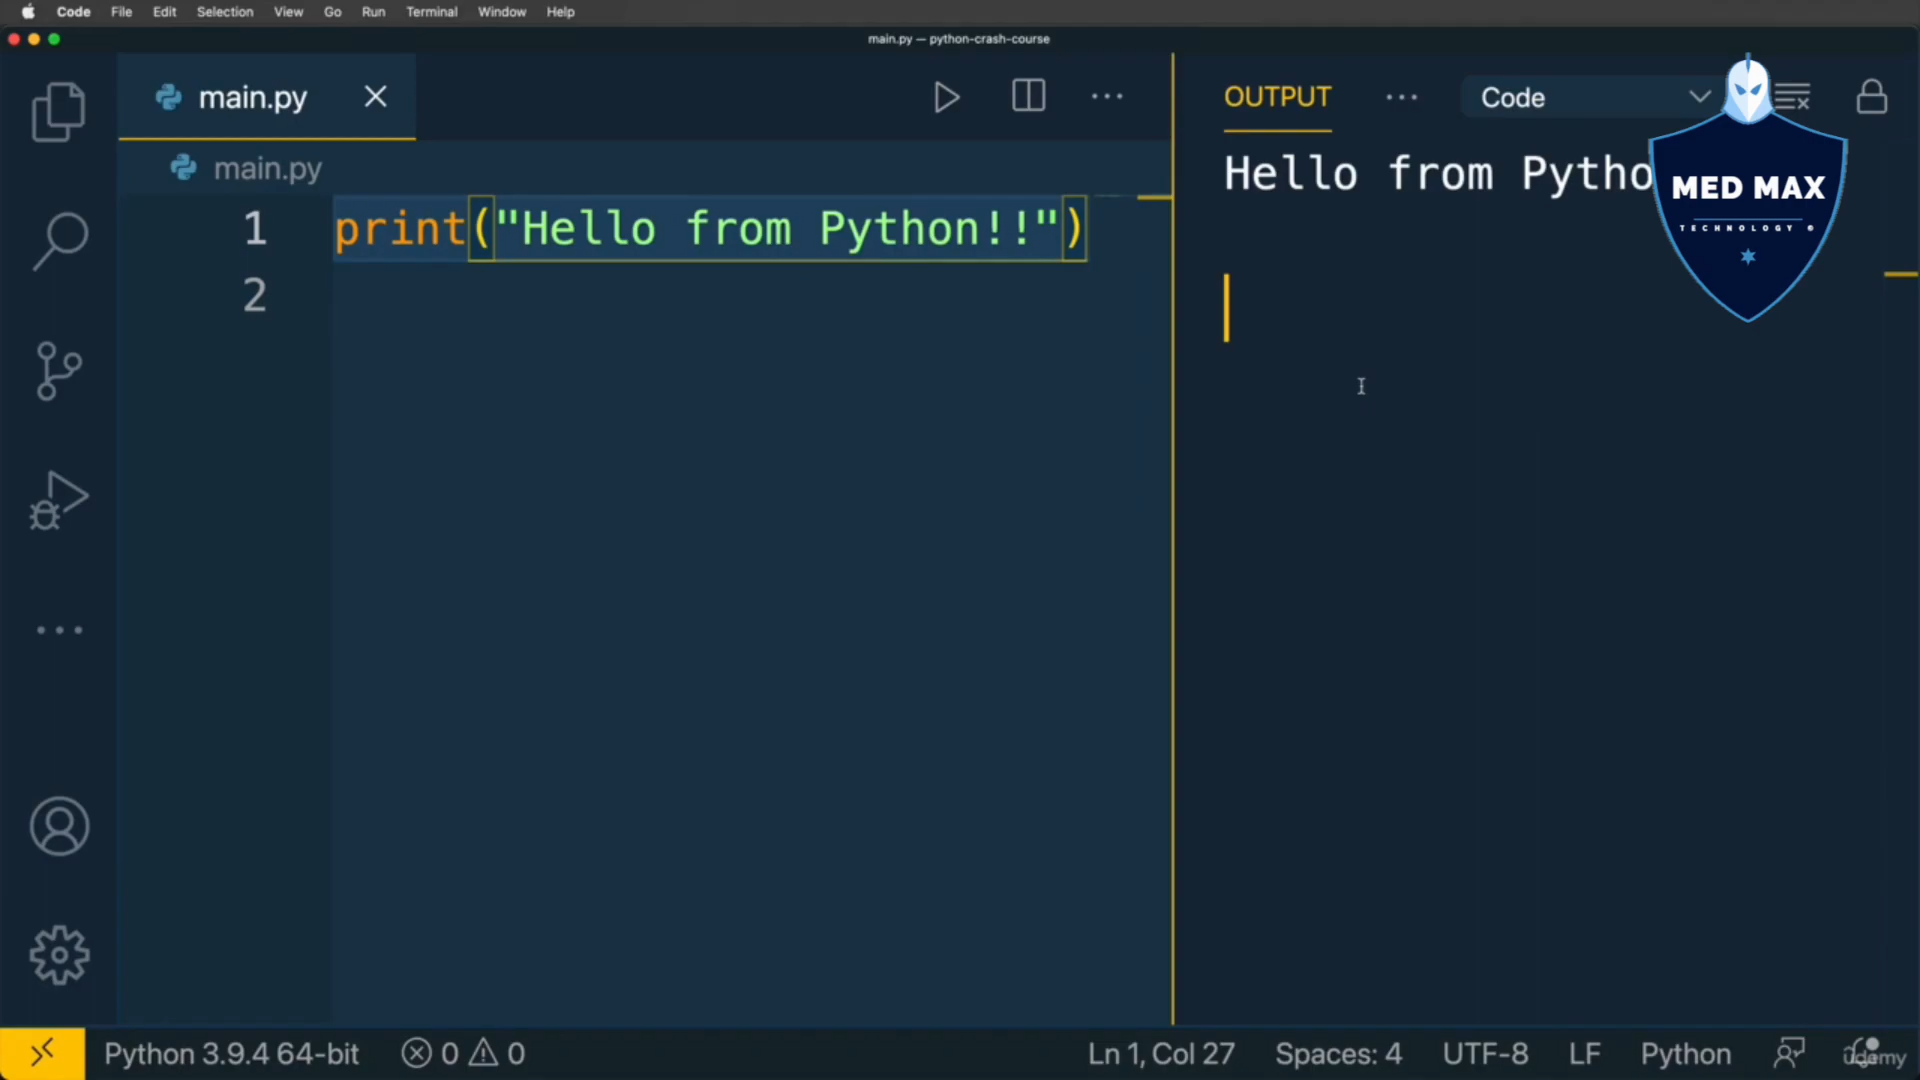 Code File Edit Selection View Go Run Terminal Window Help
main.py — python-crash-course
main.py
OUTPUT
Code
main.py
Hello from Pytho
1 print("Hello from Python!!")
2
MED MAX
TECHNOLOGY
Python 3.9.4 64-bit 0 0
Ln 1, Col 27 Spaces: 4 UTF-8 LF Python
udemy